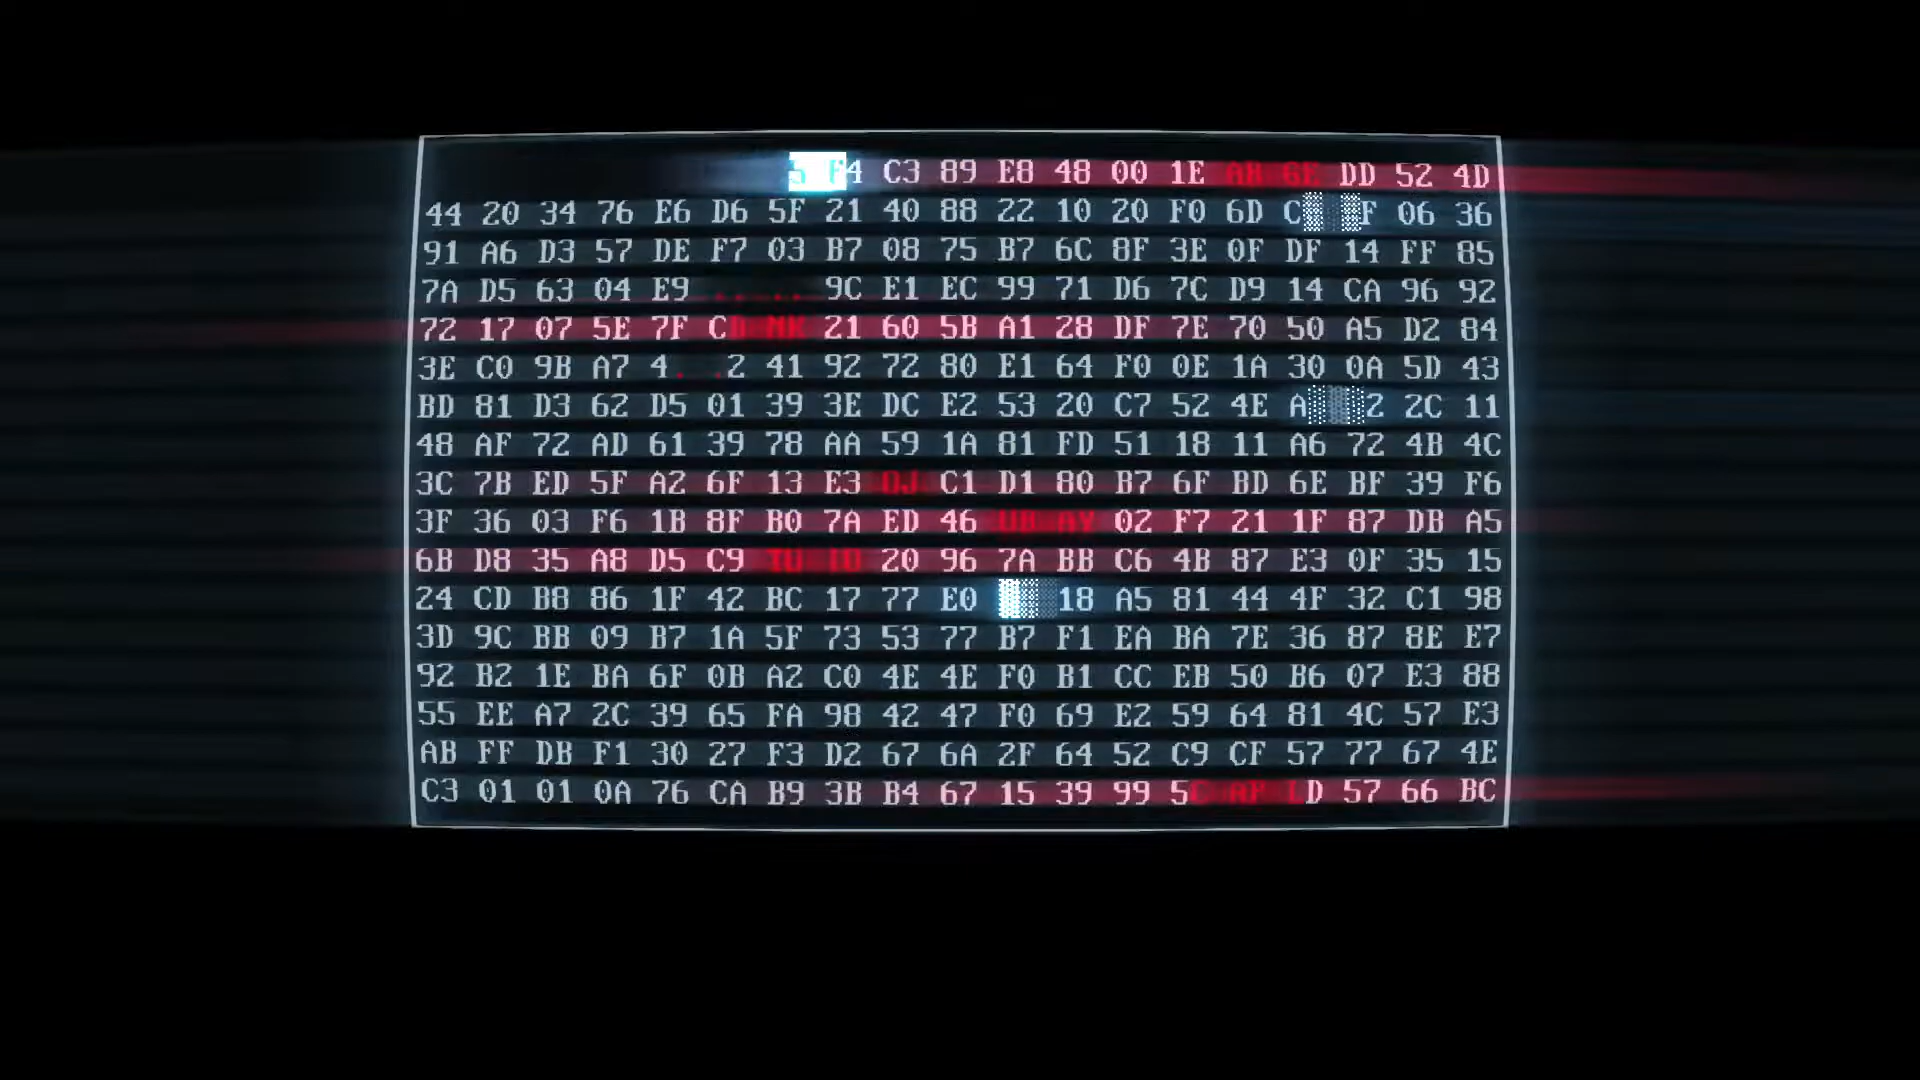 F4 C3 89 E8 48 00 1E DD 52 4D
44 20 34 76 E6 D6 5F 21 40 88 22 10 20 F0 6D 06 36
91 A6 D3 57 DE F7 03 B7 08 75 B7 6C 8F 3E 0F DF 14 FF 85
7A D5 63 04 E9 9C E1 EC 99 71 D6 7C D9 14 CA 96 92
72 17 07 5E 7F 21 60 5B A1 28 DF 7E 70 50 A5 D2 84
3E C0 9B A7 41 92 72 80 E1 64 F0 0E 1A 30 0A 5D 43
BD 81 D3 62 D5 01 39 3E DC E2 53 20 C7 52 4E 2C 11
48 AF 72 AD 61 39 78 AA 59 1A 81 FD 51 18 11 A6 72 4B 4C
3C 7B ED 5F A2 6F 13 E3 C1 D1 80 B7 6F BD 6E BF 39 F6
3F 36 03 F6 1B 8F B0 7A ED 46 02 F7 21 1F 87 DB A5
6B D8 35 A8 D5 C9 20 96 7A BB C6 4B 87 E3 0F 35 15
24 CD B8 86 1F 42 BC 17 77 E0 18 A5 81 44 4F 32 C1 98
3D 9C BB 09 B7 1A 5F 73 53 77 B7 F1 EA BA 7E 36 87 8E E7
92 B2 1E BA 6F 0B A2 C0 4E 4E F0 B1 CC EB 50 B6 07 E3 88
55 EE A7 2C 39 65 FA 98 42 47 F0 69 E2 59 64 81 4C 57 E3
AB FF DB F1 30 27 F3 D2 67 6A 2F 64 52 C9 CF 57 77 67 4E
C3 01 01 0A 76 CA B9 3B B4 67 15 39 99 57 66 BC